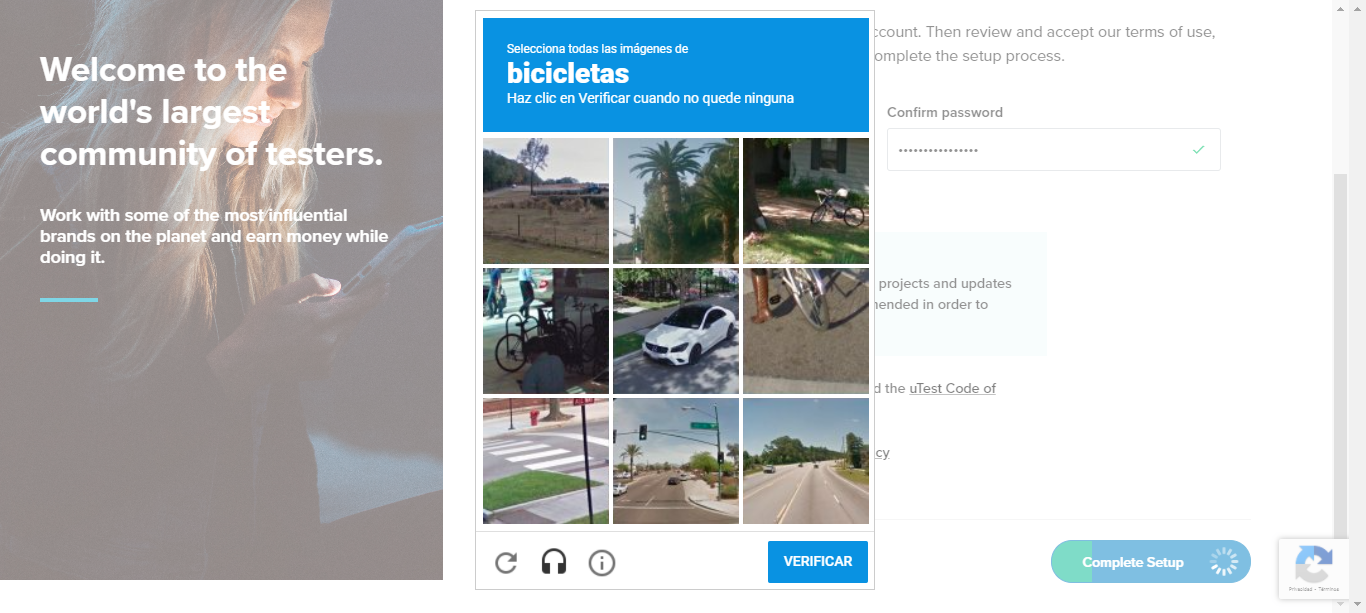 Welcome to the
world's largest
community of testers.
Work with some of the most influential
brands on the planet and earn money while
doing it.
Selecciona todas las imágenes de
bicicletas
Haz clic en Verificar cuando no quede ninguna
VERIFICAR
ccount. Then review and accept our terms of use,
omplete the setup process.
Confirm password
••••••••••••••••
projects and updates
nended in order to
d the uTest Code of
cy
Complete Setup
Privacidad - Términos